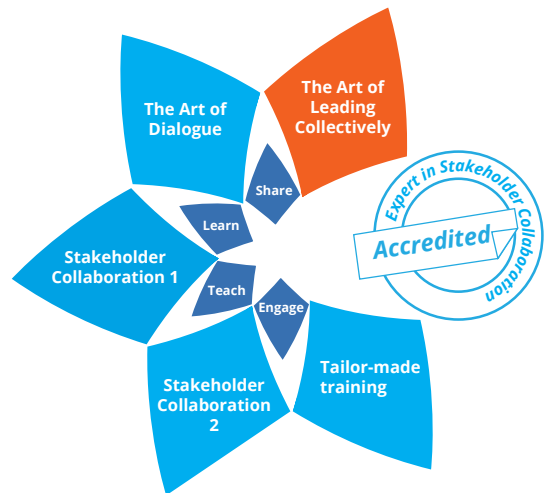 The Art of
Dialogue
The Art of
Leading
Collectively
Share
Learn
Stakeholder
Collaboration 1
Teach
Engage
Stakeholder
Collaboration
2
Tailor-made
training
Expert in Stakeholder Collaboration
Accredited